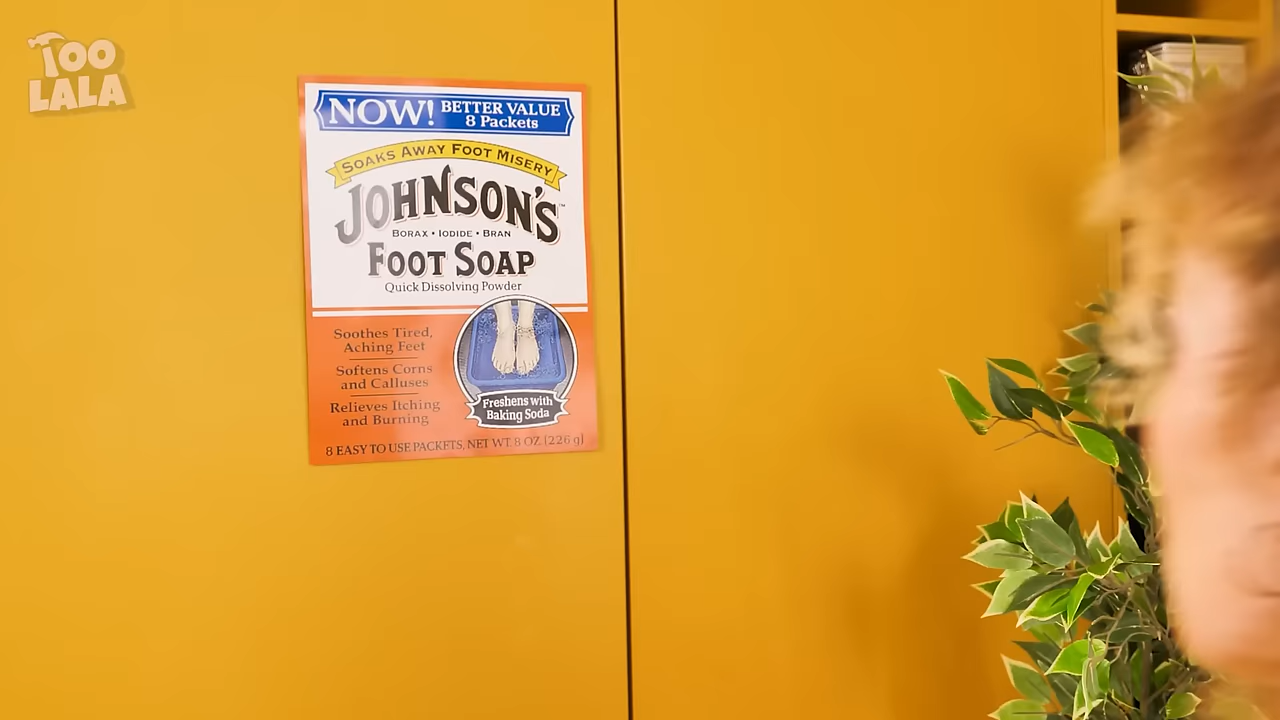 TOO
LALA
NOW! BETTER VALUE
8 Packets
SOAKS AWAY FOOT MISERY
JOHNSON'S™
BORAX • IODIDE • BRAN
FOOT SOAP
Quick Dissolving Powder
Soothes Tired,
Aching Feet
Softens Corns
and Calluses
Relieves Itching
and Burning
Freshens with
Baking Soda
8 EASY TO USE PACKETS, NET WT. 8 OZ. (226 g)